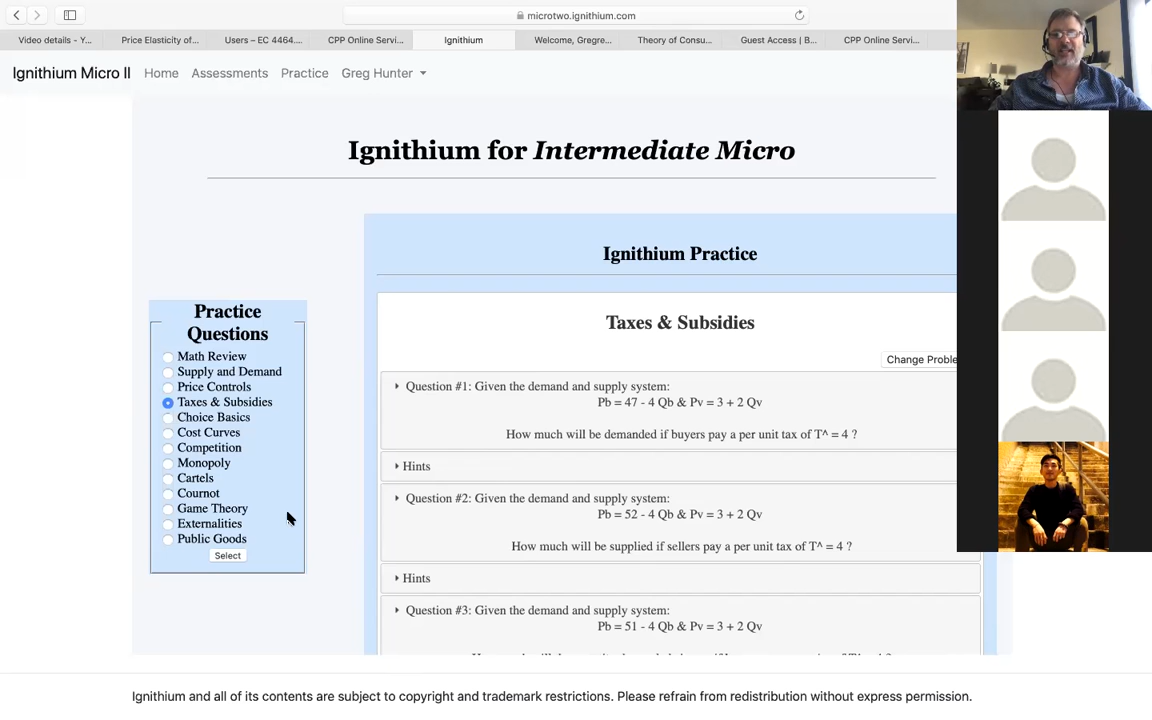 microtwo.ignithium.com
Video details - Y...
Price Elasticity of...
Users – EC 4464....
CPP Online Servi...
Ignithium
Welcome, Gregre...
Theory of Consu...
Guest Access | B...
CPP Online Servi...
Ignithium Micro II
Home
Assessments
Practice
Greg Hunter
Ignithium for Intermediate Micro
Practice
Questions
Math Review
Supply and Demand
Price Controls
Taxes & Subsidies
Choice Basics
Cost Curves
Competition
Monopoly
Cartels
Cournot
Game Theory
Externalities
Public Goods
Select
Ignithium Practice
Taxes & Subsidies
Change Proble
Question #1: Given the demand and supply system:
Pb = 47 - 4 Qb & Pv = 3 + 2 Qv
How much will be demanded if buyers pay a per unit tax of T^ = 4 ?
Hints
Question #2: Given the demand and supply system:
Pb = 52 - 4 Qb & Pv = 3 + 2 Qv
How much will be supplied if sellers pay a per unit tax of T^ = 4 ?
Hints
Question #3: Given the demand and supply system:
Pb = 51 - 4 Qb & Pv = 3 + 2 Qv
Ignithium and all of its contents are subject to copyright and trademark restrictions. Please refrain from redistribution without express permission.